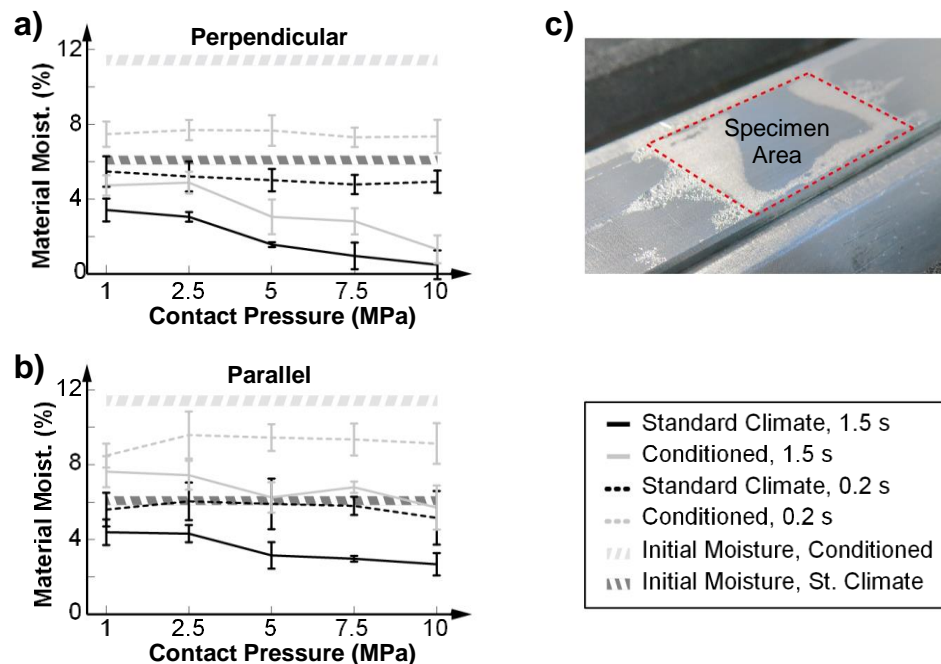 a)
Perpendicular
Material Moist. (%)
12
8
4
0
1 2.5 5 7.5 10
Contact Pressure (MPa)
b)
Parallel
Material Moist. (%)
12
8
4
0
1 2.5 5 7.5 10
Contact Pressure (MPa)
c)
Specimen
Area
Standard Climate, 1.5 s
Conditioned, 1.5 s
Standard Climate, 0.2 s
Conditioned, 0.2 s
Initial Moisture, Conditioned
Initial Moisture, St. Climate